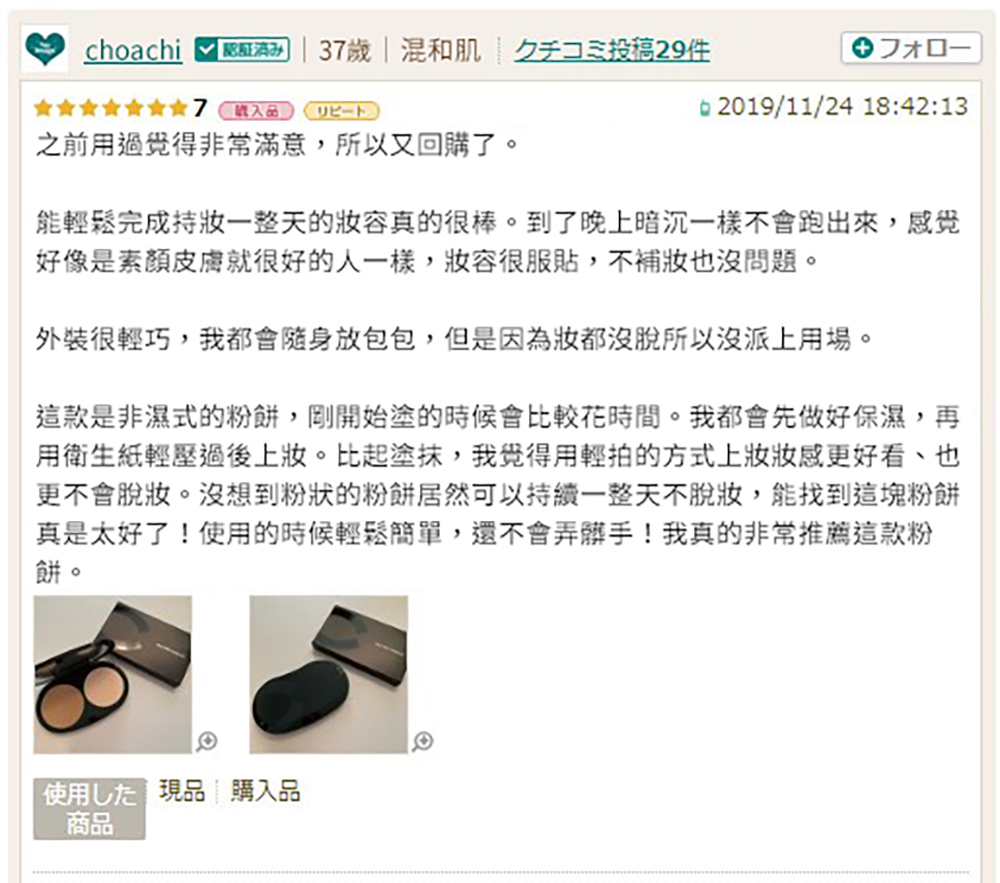 choachi 認証済み 37歲 混和肌 クチコミ投稿29件 フォロー
7 購入品 リピート 2019/11/24 18:42:13
之前用過覺得非常滿意，所以又回購了。
能輕鬆完成持妝一整天的妝容真的很棒。到了晚上暗沉一樣不會跑出來，感覺
好像是素顏皮膚就很好的人一樣，妝容很服貼，不補妝也沒問題。
外裝很輕巧，我都會隨身放包包，但是因為妝都沒脫所以沒派上用場。
這款是非濕式的粉餅，剛開始塗的時候會比較花時間。我都會先做好保濕，再
用衛生紙輕壓過後上妝。比起塗抹，我覺得用輕拍的方式上妝妝感更好看、也
更不會脫妝。沒想到粉狀的粉餅居然可以持續一整天不脫妝，能找到這塊粉餅
真是太好了！使用的時候輕鬆簡單，還不會弄髒手！我真的非常推薦這款粉
餅。
使用した
商品
現品 購入品